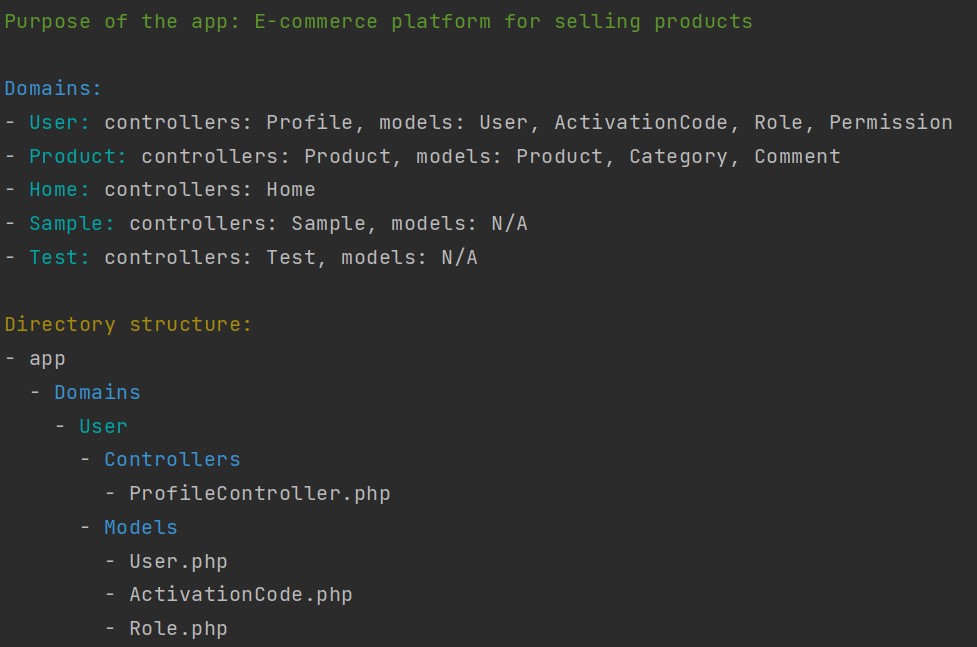 Purpose of the app: E-commerce platform for selling products
Domains:
- User: controllers: Profile, models: User, ActivationCode, Role, Permission
- Product: controllers: Product, models: Product, Category, Comment
- Home: controllers: Home
- Sample: controllers: Sample, models: N/A
- Test: controllers: Test, models: N/A
Directory structure:
- app
  - Domains
    - User
      - Controllers
        - ProfileController.php
      - Models
        - User.php
        - ActivationCode.php
        - Role.php